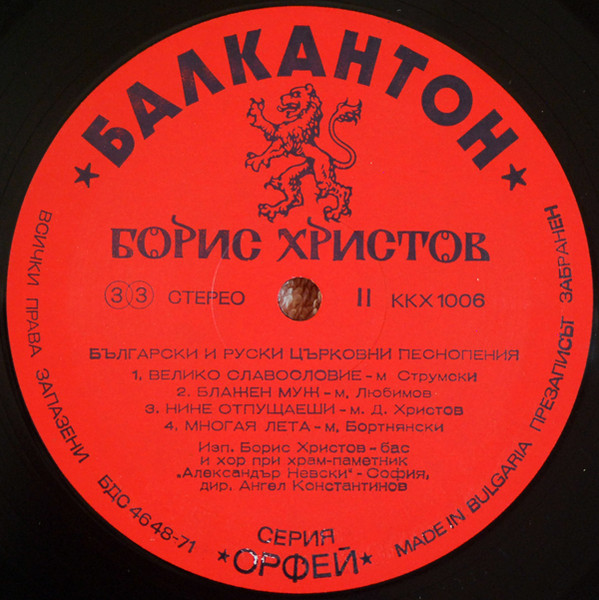 ★ БАЛКАНТОН ★
БОРИС ХРИСТОВ
33 СТЕРЕО II ККХ 1006
БЪЛГАРСКИ И РУСКИ ЦЪРКОВНИ ПЕСНОПЕНИЯ
1. ВЕЛИКО СЛАВОСЛОВИЕ – м Струмски
2. БЛАЖЕН МУЖ – м. Любимов
3. НИНЕ ОТПУЩАЕШИ – м. Д. Христов
4. МНОГАЯ ЛЕТА – м. Бортнянски
Изп. Борис Христов – бас
и хор при храм-паметник
„Александър Невски" – София,
дир. Ангел Константинов
СЕРИЯ
★ ОРФЕЙ ★
ВСИЧКИ ПРАВА ЗАПАЗЕНИ БДС 4648-71
MADE IN BULGARIA ПРЕЗАПИСЪТ ЗАБРАНЕН